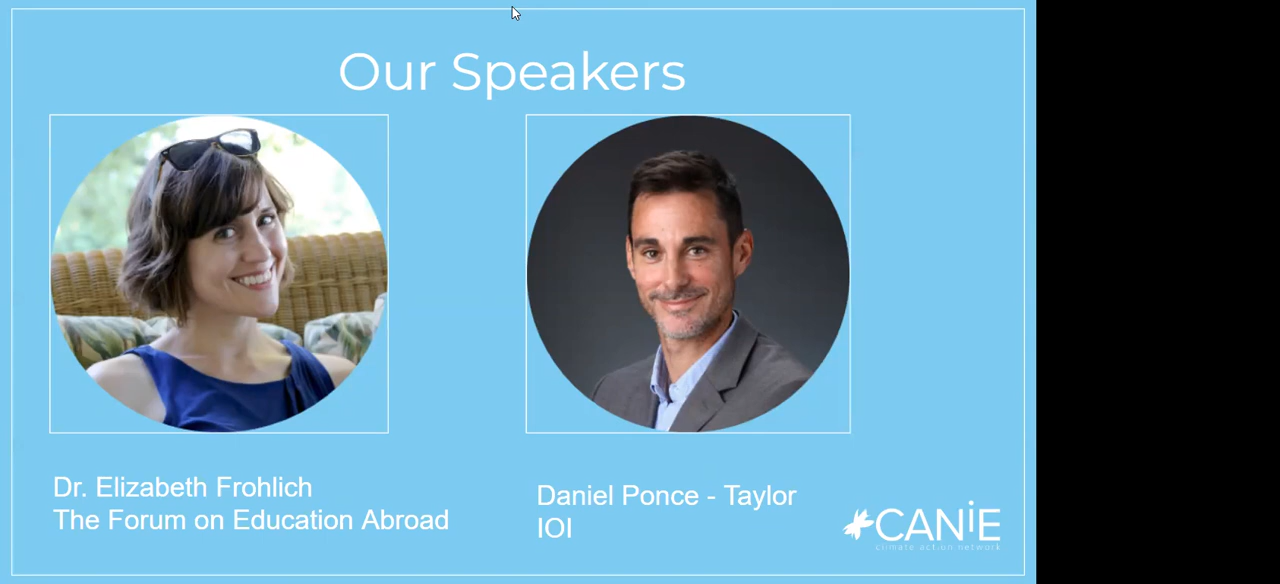 Our Speakers
Dr. Elizabeth Frohlich
The Forum on Education Abroad
Daniel Ponce - Taylor
IOI
CANiE
climate action network